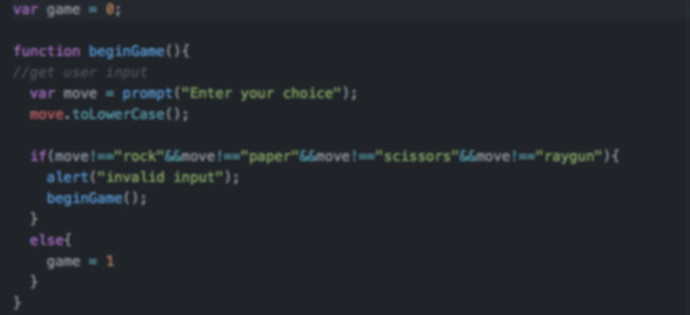 var game = 0;
function beginGame(){
//get user input
var move = prompt("Enter your choice");
move.toLowerCase();
if(move!=="rock"&&move!=="paper"&&move!=="scissors"&&move!=="raygun"){
alert("invalid input");
beginGame();
}
else{
game = 1
}
}